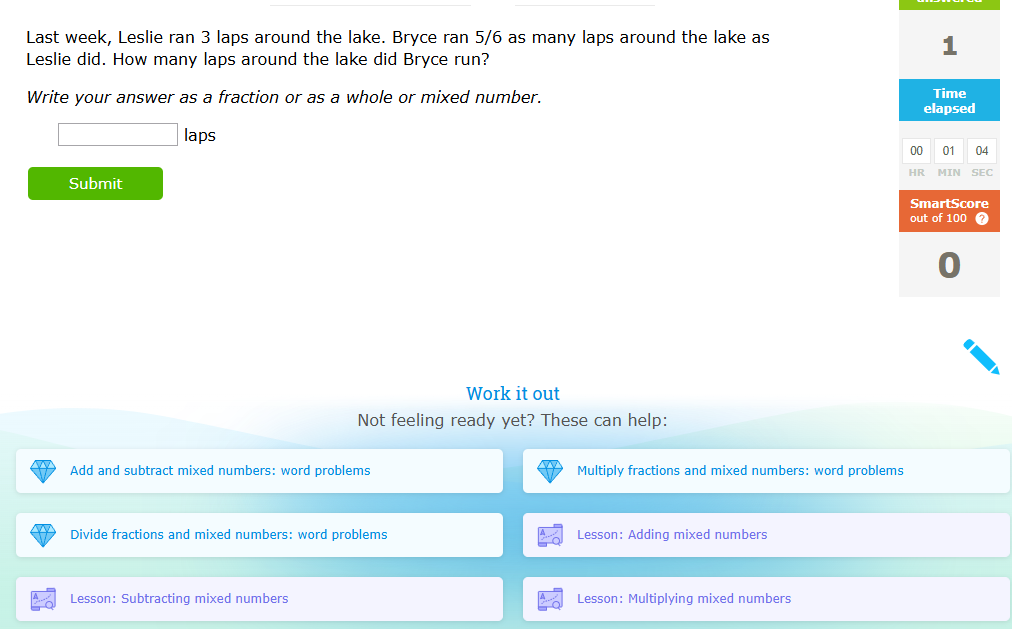 answered
Last week, Leslie ran 3 laps around the lake. Bryce ran 5/6 as many laps around the lake as
Leslie did. How many laps around the lake did Bryce run?
1
Write your answer as a fraction or as a whole or mixed number.
Time
elapsed
laps
00 01 04
HR MIN SEC
Submit
SmartScore
out of 100 ?
0
Work it out
Not feeling ready yet? These can help:
Add and subtract mixed numbers: word problems
Multiply fractions and mixed numbers: word problems
Divide fractions and mixed numbers: word problems
Lesson: Adding mixed numbers
Lesson: Subtracting mixed numbers
Lesson: Multiplying mixed numbers